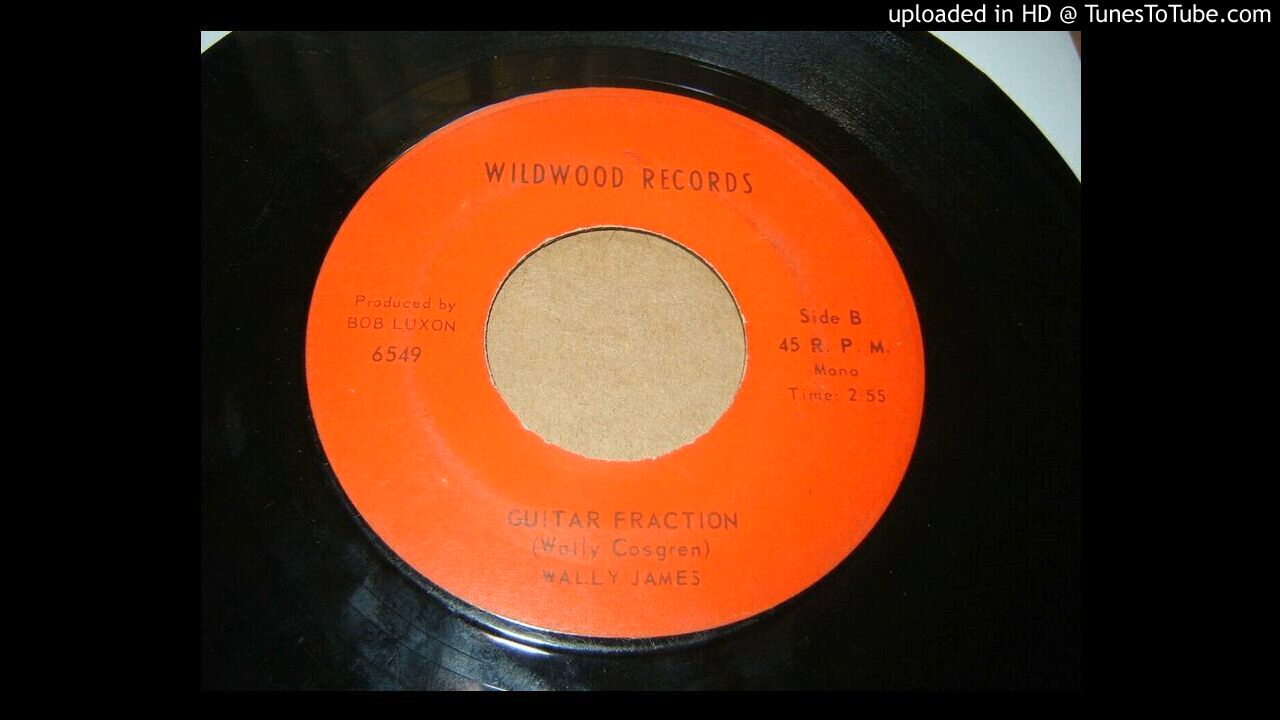 uploaded in HD @ TunesToTube.com
WILDWOOD RECORDS
Produced by
BOB LUXON
6549
Side B
45 R. P. M.
Mono
Time: 2:55
GUITAR FRACTION
(Wally Cosgren)
WALLY JAMES